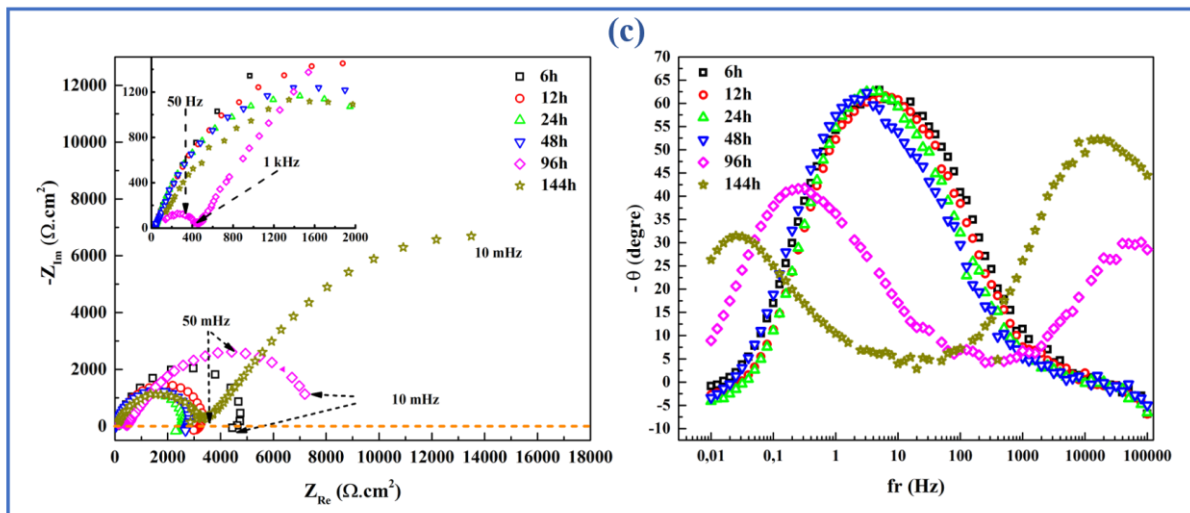 (c)
12000
10000
8000
6000
4000
2000
0
-Z_Im (Ω.cm²)
0 2000 4000 6000 8000 10000 12000 14000 16000 18000
Z_Re (Ω.cm²)
1200
800
400
0
0 400 800 1200 1600 2000
50 Hz
1 kHz
6h
12h
24h
48h
96h
144h
10 mHz
50 mHz
10 mHz
70
65
60
55
50
45
40
35
30
25
20
15
10
5
0
-5
-10
- θ (degre)
6h
12h
24h
48h
96h
144h
0,01 0,1 1 10 100 1000 10000 100000
fr (Hz)